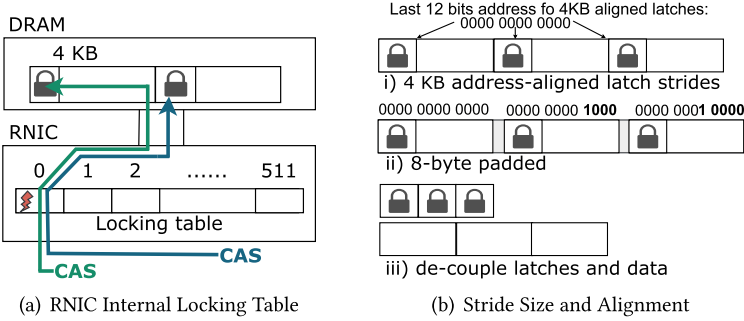 DRAM
4 KB
RNIC
0 1 2 ...... 511
Locking table
CAS
CAS
(a) RNIC Internal Locking Table
Last 12 bits address fo 4KB aligned latches:
0000 0000 0000
i) 4 KB address-aligned latch strides
0000 0000 0000 0000 0000 1000 0000 0001 0000
ii) 8-byte padded
iii) de-couple latches and data
(b) Stride Size and Alignment